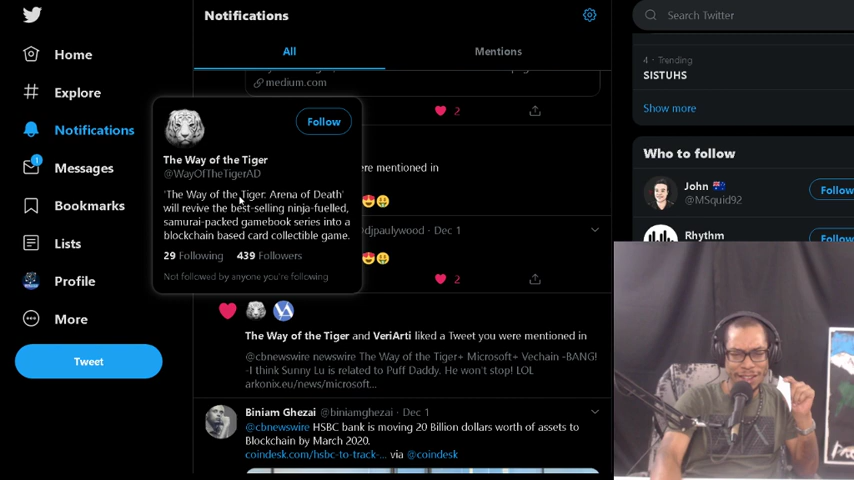 Notifications
Search Twitter
All
Mentions
Home
Explore
Notifications
1
Messages
Bookmarks
Lists
Profile
More
Tweet
medium.com
2
Follow
The Way of the Tiger
@WayOfTheTigerAD
'The Way of the Tiger: Arena of Death'
will revive the best-selling ninja-fuelled,
samurai-packed gamebook series into a
blockchain based card collectible game.
29 Following 439 Followers
Not followed by anyone you're following
ere mentioned in
djpaulywood · Dec 1
2
The Way of the Tiger and VeriArti liked a Tweet you were mentioned in
@cbnewswire newswire The Way of the Tiger+ Microsoft+ Vechain -BANG!
-I think Sunny Lu is related to Puff Daddy. He won't stop! LOL
arkonix.eu/news/microsoft...
Biniam Ghezai @biniamghezai · Dec 1
@cbnewswire HSBC bank is moving 20 Billion dollars worth of assets to
Blockchain by March 2020.
coindesk.com/hsbc-to-track-... via @coindesk
4 · Trending
SISTUHS
Show more
Who to follow
John
@MSquid92
Follow
Rhythm
Follow